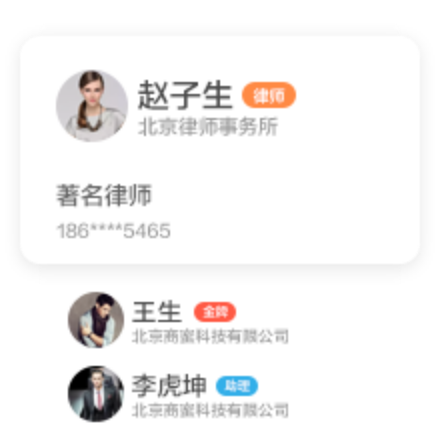 赵子生 律师
北京律师事务所
著名律师
186****5465
王生 金牌
北京商蜜科技有限公司
李虎坤 助理
北京商蜜科技有限公司